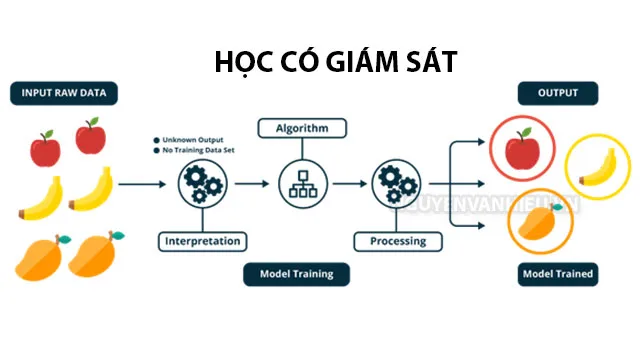 HỌC CÓ GIÁM SÁT
INPUT RAW DATA
OUTPUT
Algorithm
Unknown Output
No Training Data Set
Interpretation
Processing
Model Training
Model Trained